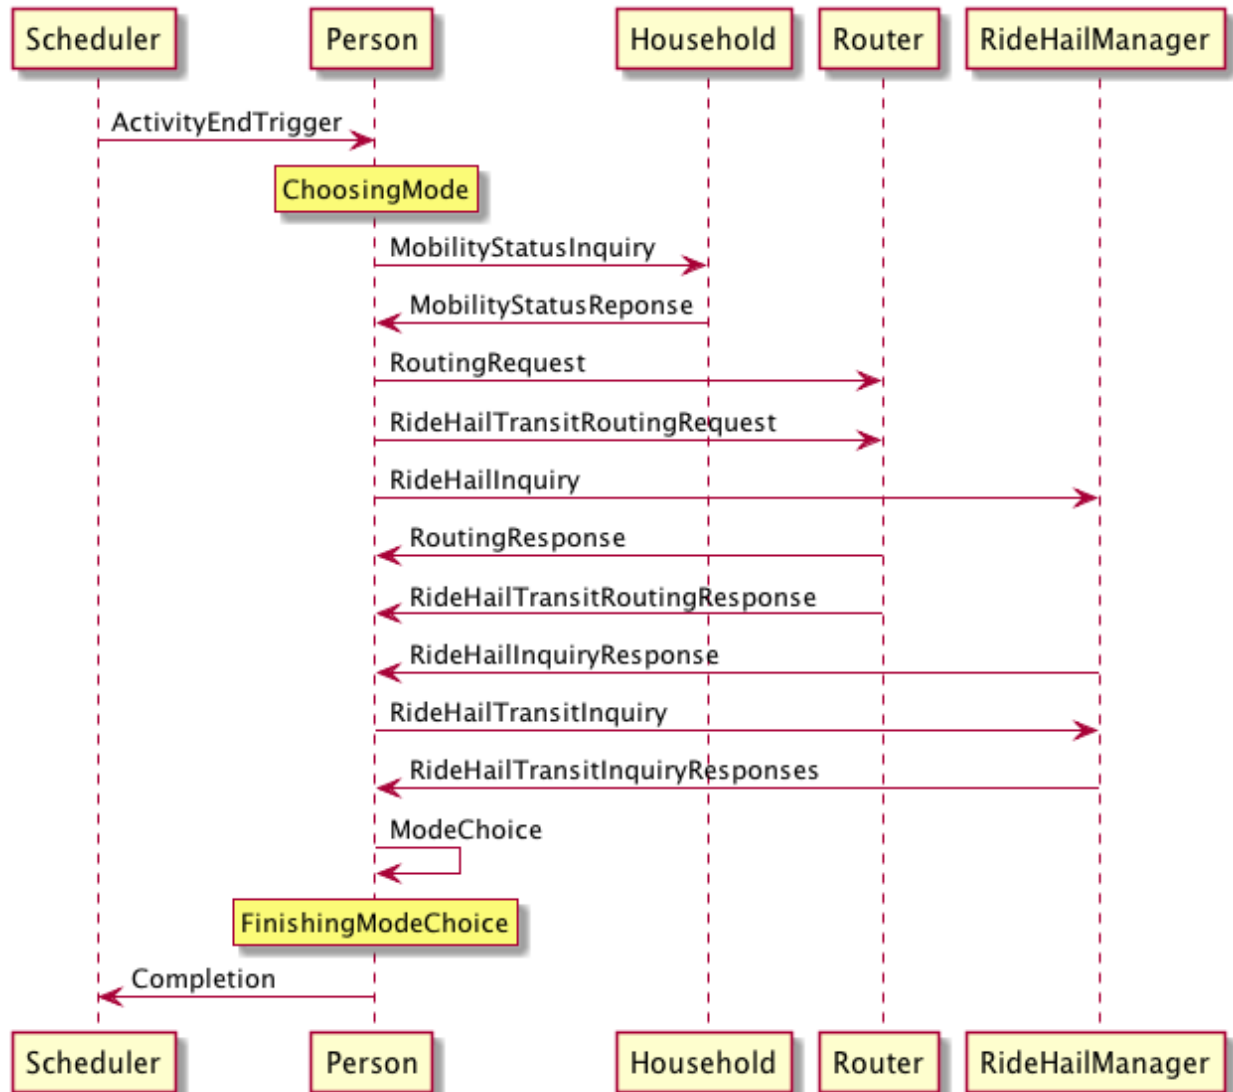 Scheduler Person Household Router RideHailManager
ActivityEndTrigger
ChoosingMode
MobilityStatusInquiry
MobilityStatusReponse
RoutingRequest
RideHailTransitRoutingRequest
RideHailInquiry
RoutingResponse
RideHailTransitRoutingResponse
RideHailInquiryResponse
RideHailTransitInquiry
RideHailTransitInquiryResponses
ModeChoice
FinishingModeChoice
Completion
Scheduler Person Household Router RideHailManager